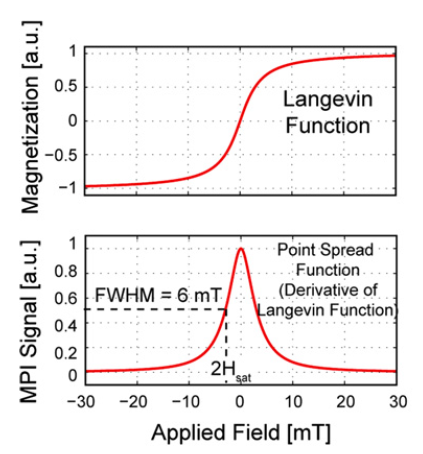 Magnetization [a.u.]
1
0.5
0
−0.5
−1
Langevin
Function
MPI Signal [a.u.]
1
0.8
0.6
0.4
0.2
0
Point Spread
Function
(Derivative of
Langevin Function)
FWHM = 6 mT
2Hsat
−30 −20 −10 0 10 20 30
Applied Field [mT]